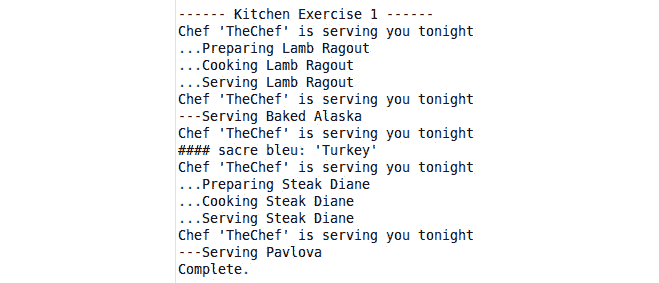 ------ Kitchen Exercise 1 ------
Chef 'TheChef' is serving you tonight
...Preparing Lamb Ragout
...Cooking Lamb Ragout
...Serving Lamb Ragout
Chef 'TheChef' is serving you tonight
---Serving Baked Alaska
Chef 'TheChef' is serving you tonight
#### sacre bleu: 'Turkey'
Chef 'TheChef' is serving you tonight
...Preparing Steak Diane
...Cooking Steak Diane
...Serving Steak Diane
Chef 'TheChef' is serving you tonight
---Serving Pavlova
Complete.